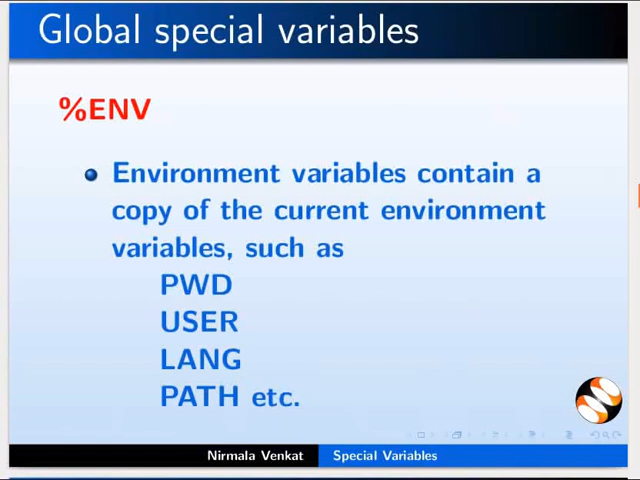 Global special variables
%ENV
Environment variables contain a
copy of the current environment
variables, such as
PWD
USER
LANG
PATH etc.
Nirmala Venkat Special Variables